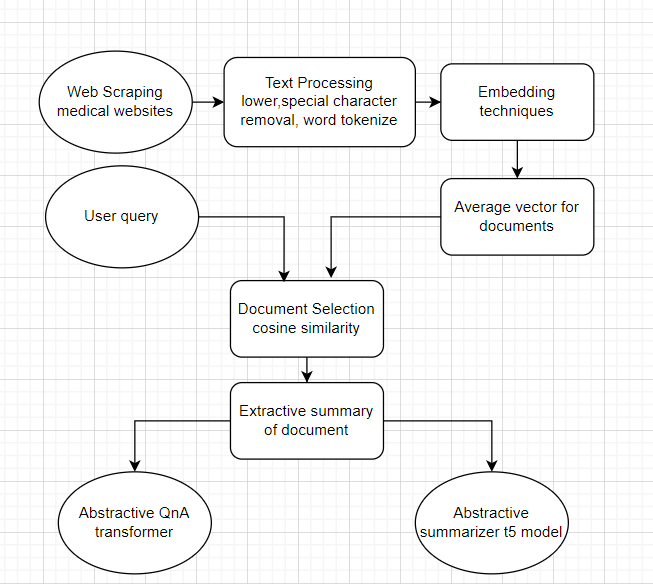 Web Scraping
medical websites
Text Processing
lower,special character
removal, word tokenize
Embedding
techniques
User query
Average vector for
documents
Document Selection
cosine similarity
Extractive summary
of document
Abstractive QnA
transformer
Abstractive
summarizer t5 model